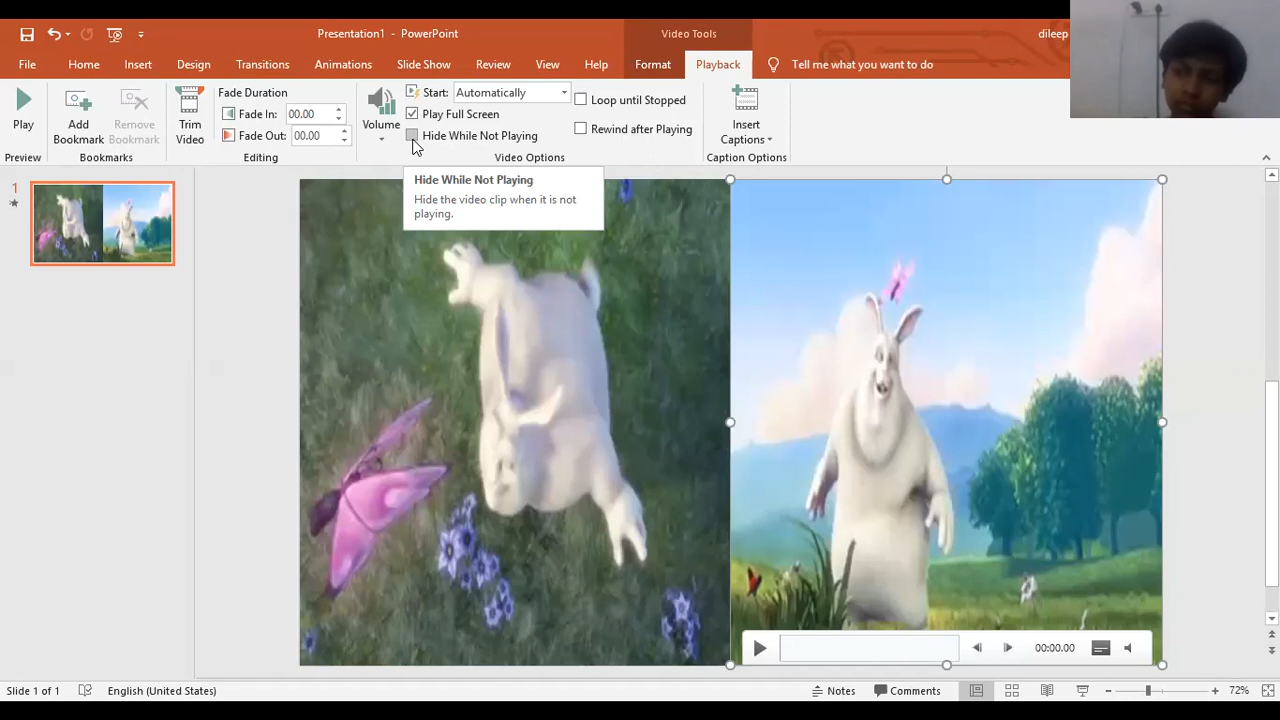 Presentation1 - PowerPoint
Video Tools
dileep
File Home Insert Design Transitions Animations Slide Show Review View Help Format Playback Tell me what you want to do
Play
Preview
Add Bookmark
Remove Bookmark
Bookmarks
Trim Video
Fade Duration
Fade In: 00.00
Fade Out: 00.00
Editing
Volume
Start: Automatically
Play Full Screen
Hide While Not Playing
Loop until Stopped
Rewind after Playing
Video Options
Insert Captions
Caption Options
Hide While Not Playing
Hide the video clip when it is not
playing.
1
00:00.00
Slide 1 of 1 English (United States) Notes Comments 72%